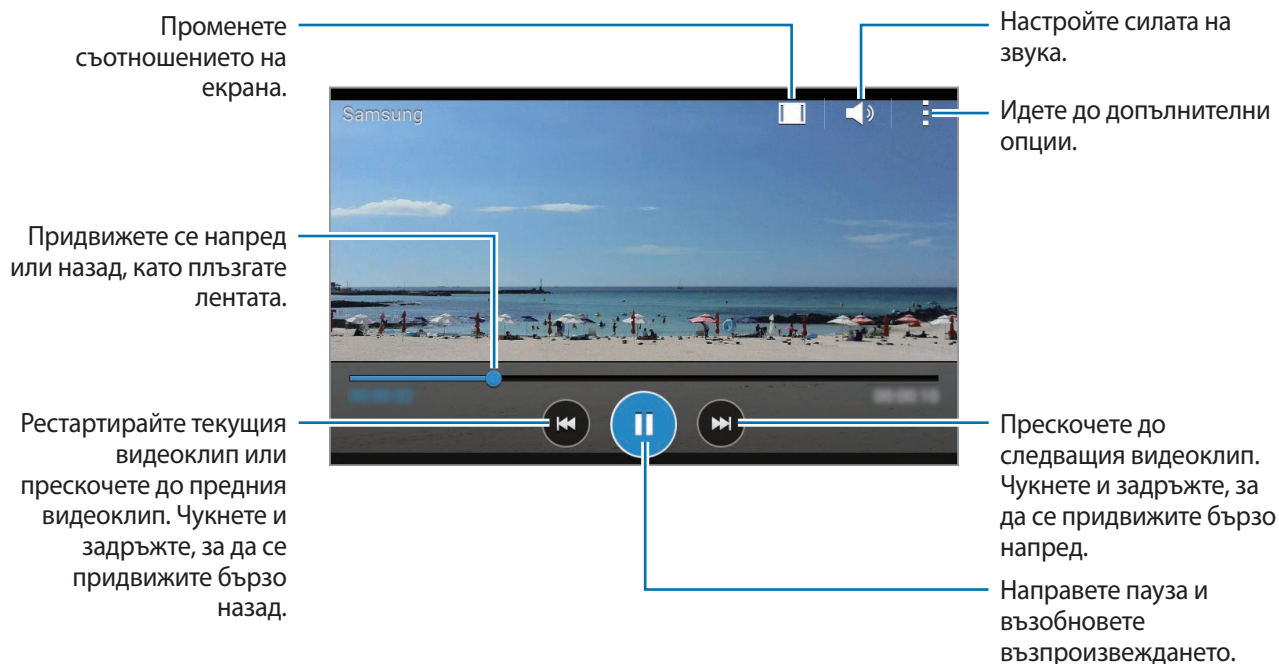 Променете
съотношението на
екрана.
Настройте силата на
звука.
Samsung
Идете до допълнителни
опции.
Придвижете се напред
или назад, като плъзгате
лентата.
Рестартирайте текущия
видеоклип или
прескочете до предния
видеоклип. Чукнете и
задръжте, за да се
придвижите бързо
назад.
Прескочете до
следващия видеоклип.
Чукнете и задръжте, за
да се придвижите бързо
напред.
Направете пауза и
възобновете
възпроизвеждането.